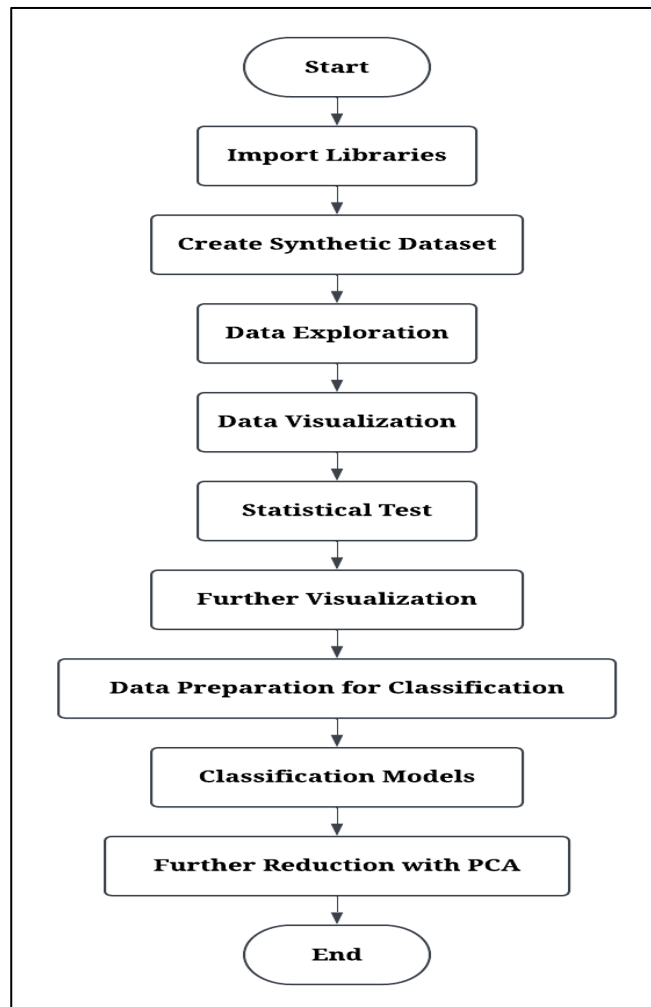 Start
Import Libraries
Create Synthetic Dataset
Data Exploration
Data Visualization
Statistical Test
Further Visualization
Data Preparation for Classification
Classification Models
Further Reduction with PCA
End